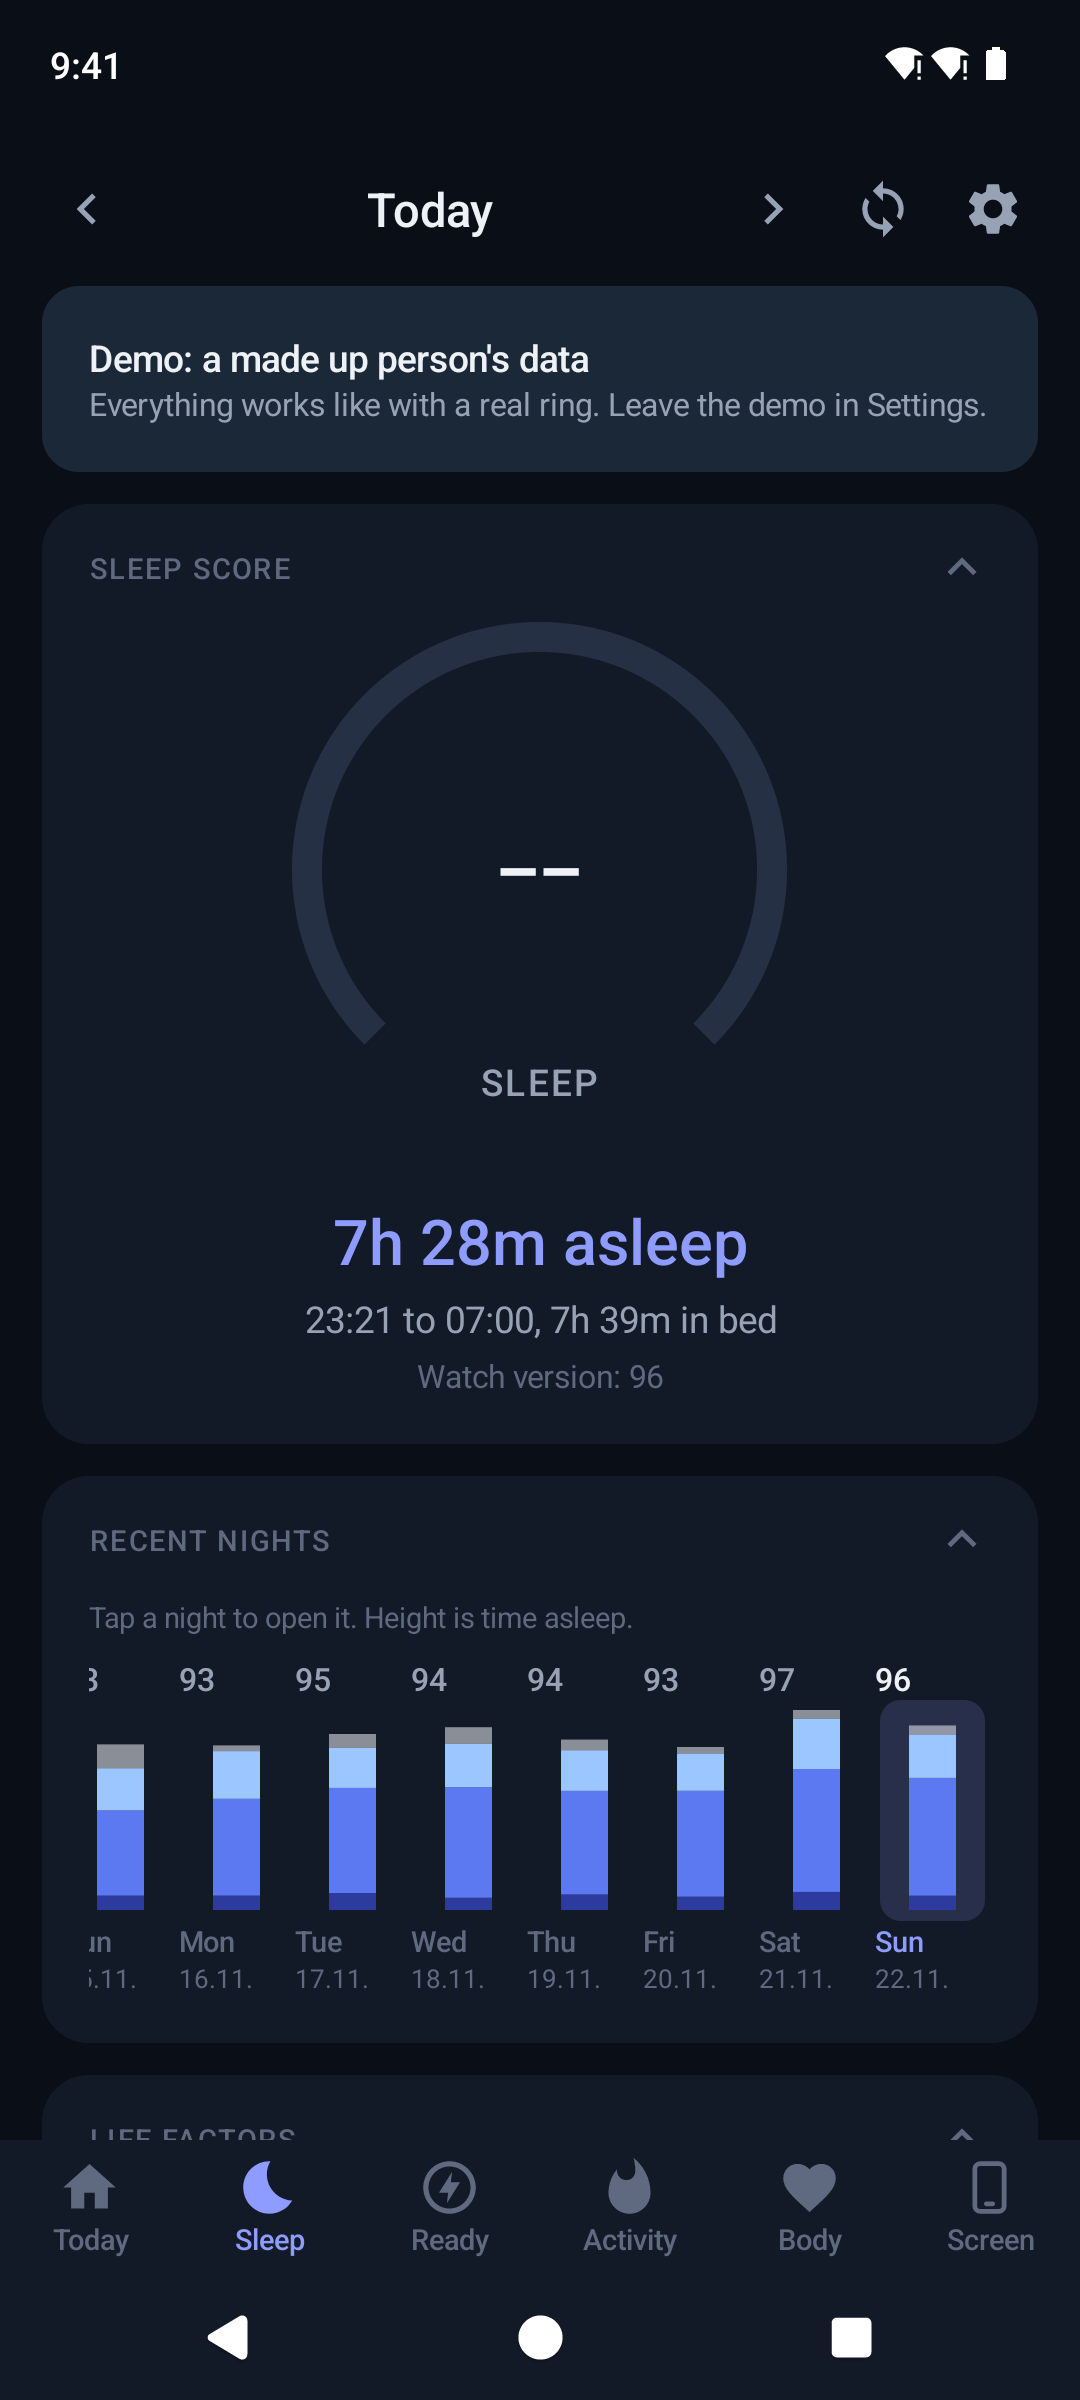 9:41
Today
Demo: a made up person's data
Everything works like with a real ring. Leave the demo in Settings.
SLEEP SCORE
--
SLEEP
7h 28m asleep
23:21 to 07:00, 7h 39m in bed
Watch version: 96
RECENT NIGHTS
Tap a night to open it. Height is time asleep.
93 95 94 94 93 97 96
Mon Tue Wed Thu Fri Sat Sun
16.11. 17.11. 18.11. 19.11. 20.11. 21.11. 22.11.
LIFE FACTORS
Today Sleep Ready Activity Body Screen